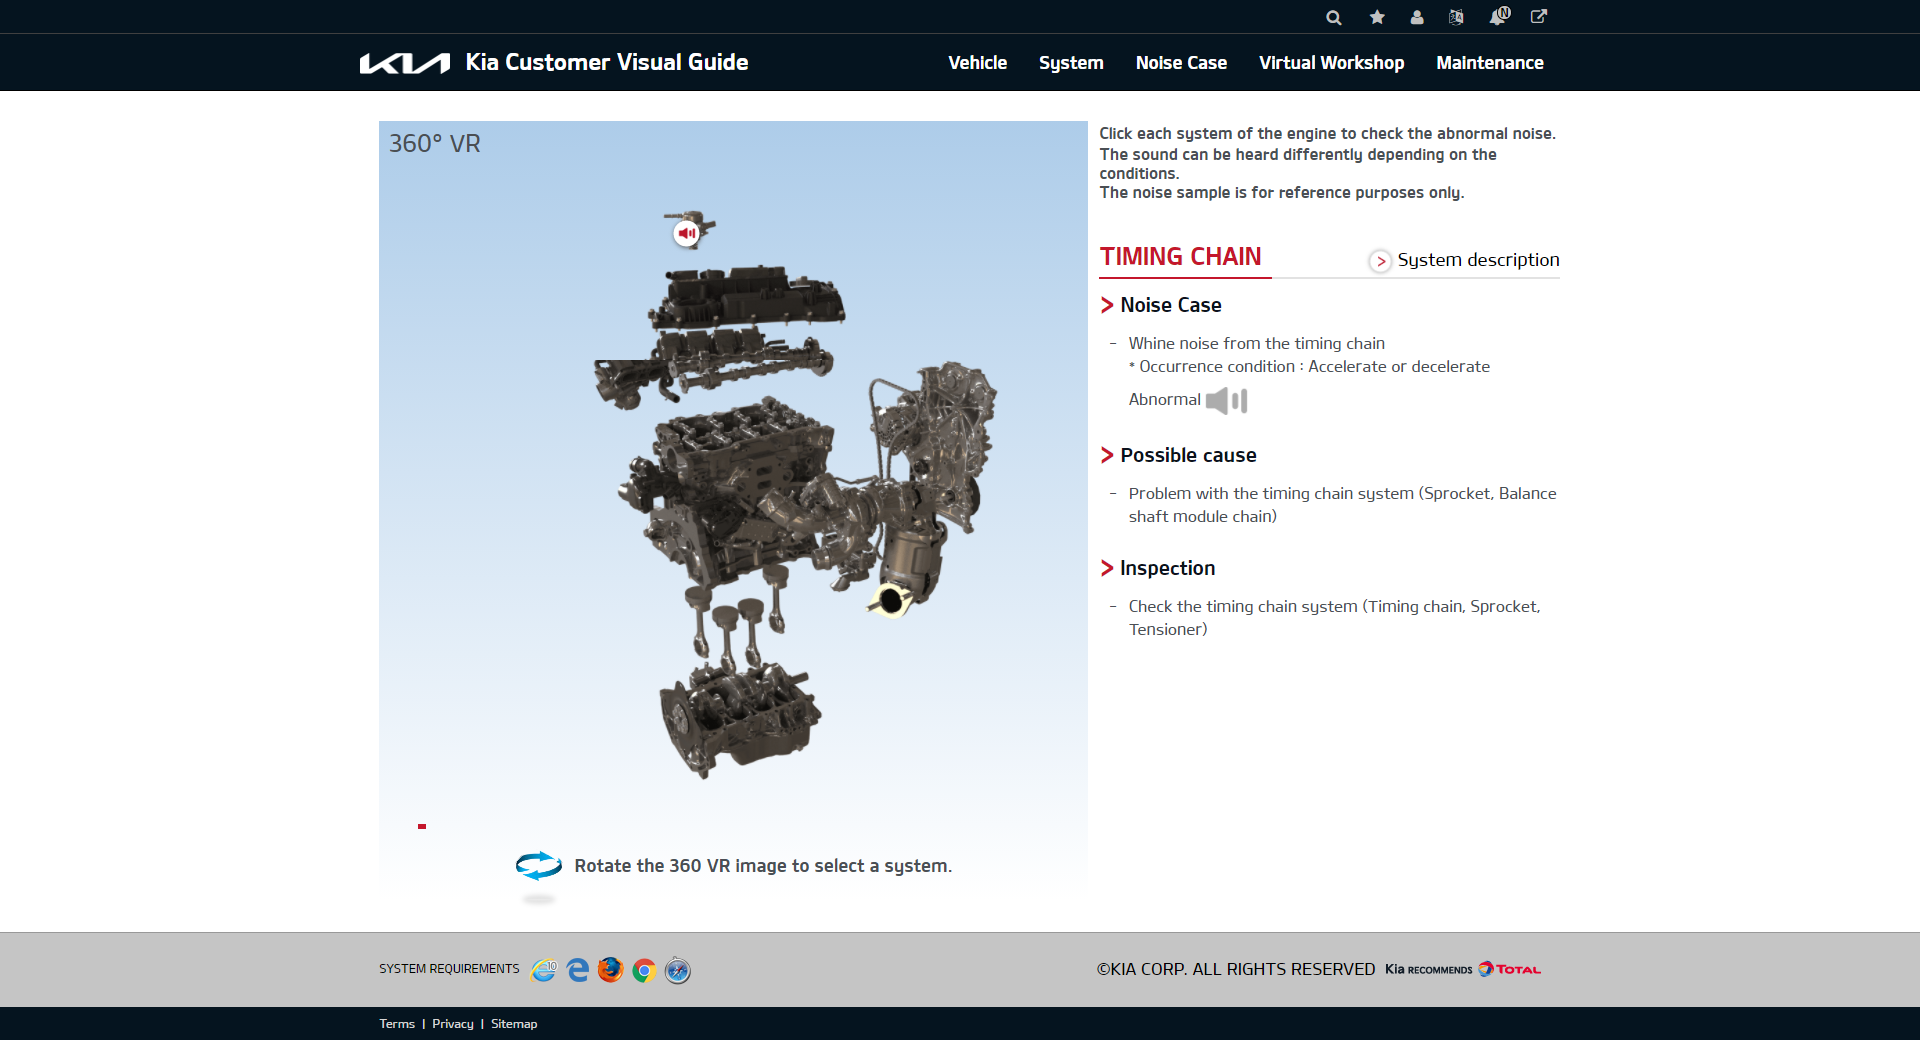 KIA Kia Customer Visual Guide
Vehicle System Noise Case Virtual Workshop Maintenance
360° VR
Click each system of the engine to check the abnormal noise.
The sound can be heard differently depending on the
conditions.
The noise sample is for reference purposes only.
TIMING CHAIN
System description
Noise Case
- Whine noise from the timing chain
* Occurrence condition : Accelerate or decelerate
Abnormal
Possible cause
- Problem with the timing chain system (Sprocket, Balance
shaft module chain)
Inspection
- Check the timing chain system (Timing chain, Sprocket,
Tensioner)
Rotate the 360 VR image to select a system.
SYSTEM REQUIREMENTS
10
©KIA CORP. ALL RIGHTS RESERVED
Kia RECOMMENDS TOTAL
Terms | Privacy | Sitemap